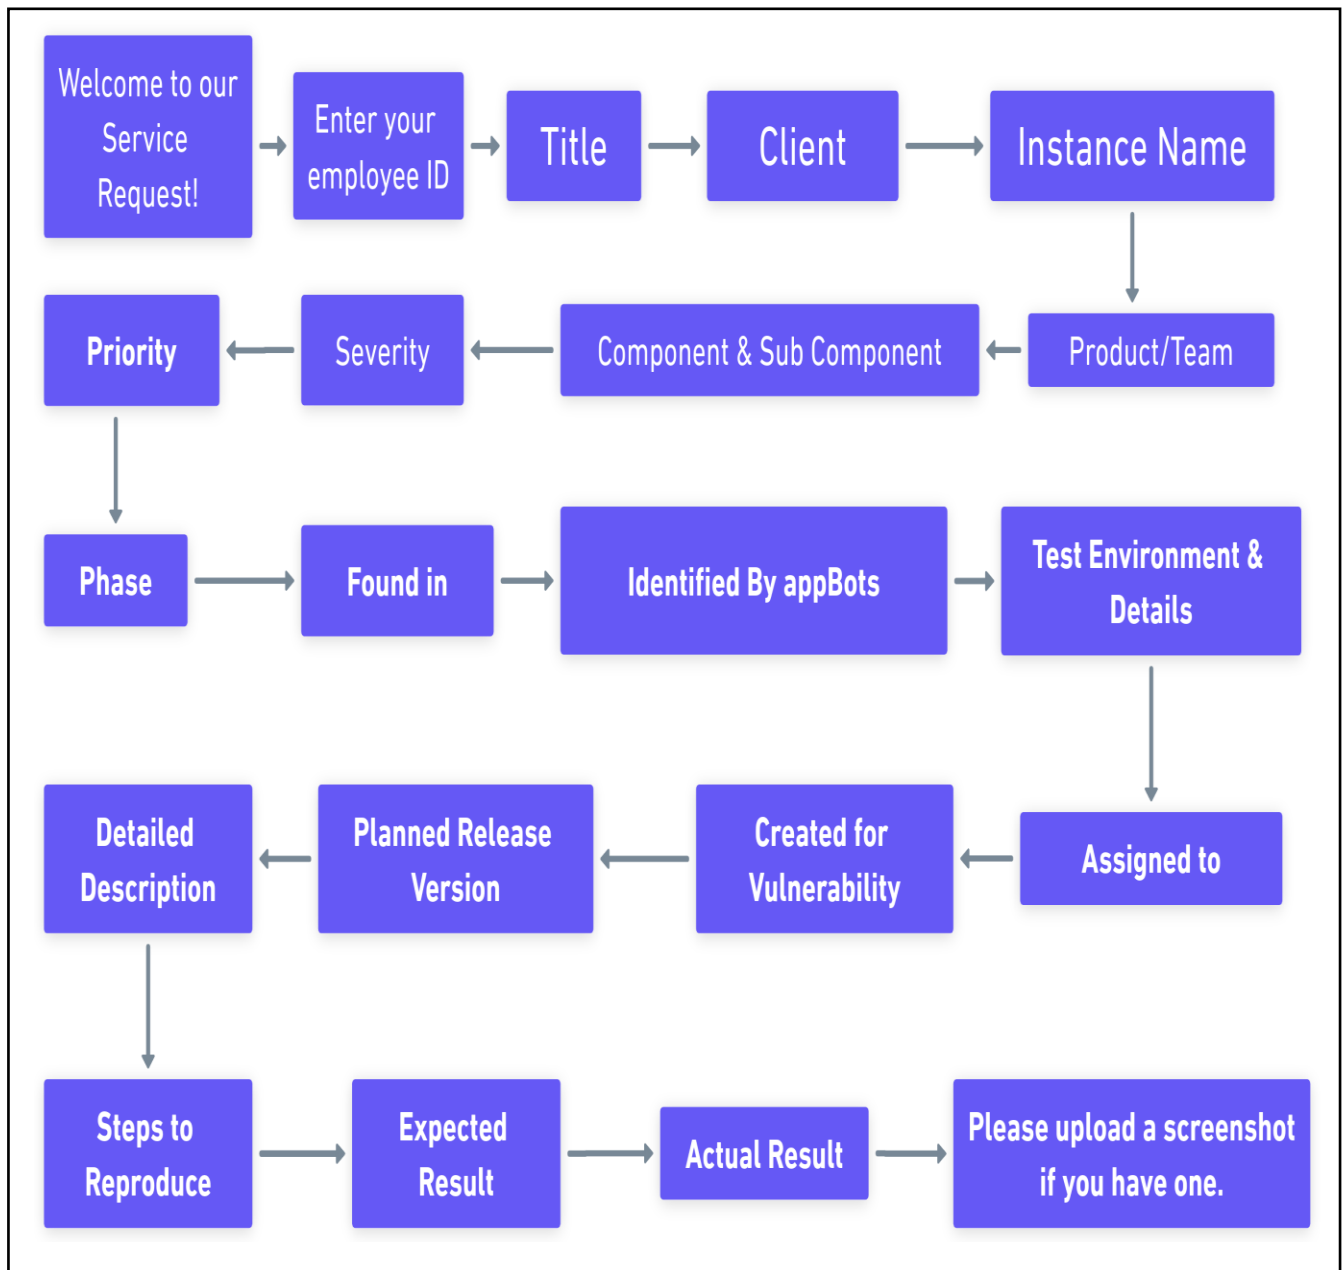 Welcome to our
Service
Request!
Enter your
employee ID
Title
Client
Instance Name
Product/Team
Component & Sub Component
Severity
Priority
Phase
Found in
Identified By appBots
Test Environment &
Details
Assigned to
Created for
Vulnerability
Planned Release
Version
Detailed
Description
Steps to
Reproduce
Expected
Result
Actual Result
Please upload a screenshot
if you have one.